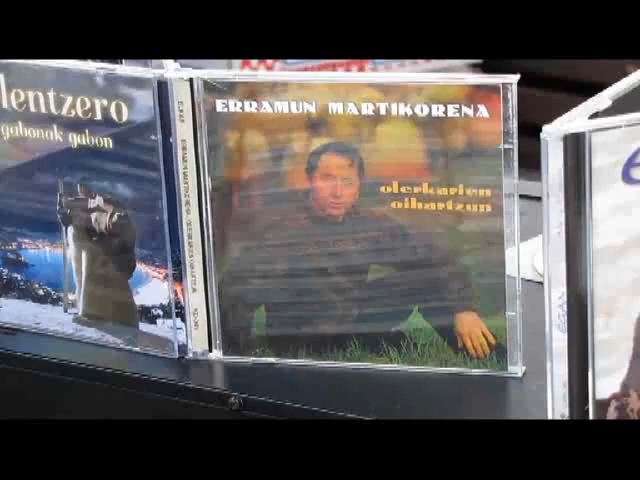 lentzero
gabonak gabon
ERRAMUN MARTIKORENA
olerkarien
oihartzun